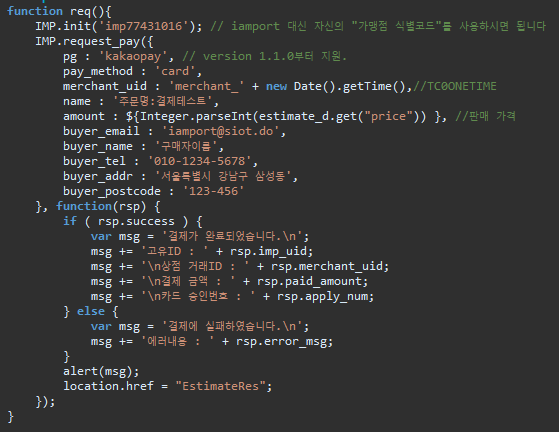 function req(){
    IMP.init('imp77431016'); // iamport 대신 자신의 "가맹점 식별코드"를 사용하시면 됩니다
    IMP.request_pay({
        pg : 'kakaopay', // version 1.1.0부터 지원.
        pay_method : 'card',
        merchant_uid : 'merchant_' + new Date().getTime(),//TC0ONETIME
        name : '주문명:결제테스트',
        amount : ${Integer.parseInt(estimate_d.get("price")) }, //판매 가격
        buyer_email : 'iamport@siot.do',
        buyer_name : '구매자이름',
        buyer_tel : '010-1234-5678',
        buyer_addr : '서울특별시 강남구 삼성동',
        buyer_postcode : '123-456'
    }, function(rsp) {
        if ( rsp.success ) {
            var msg = '결제가 완료되었습니다.\n';
            msg += '고유ID : ' + rsp.imp_uid;
            msg += '\n상점 거래ID : ' + rsp.merchant_uid;
            msg += '\n결제 금액 : ' + rsp.paid_amount;
            msg += '\n카드 승인번호 : ' + rsp.apply_num;
        } else {
            var msg = '결제에 실패하였습니다.\n';
            msg += '에러내용 : ' + rsp.error_msg;
        }
        alert(msg);
        location.href = "EstimateRes";
    });
}